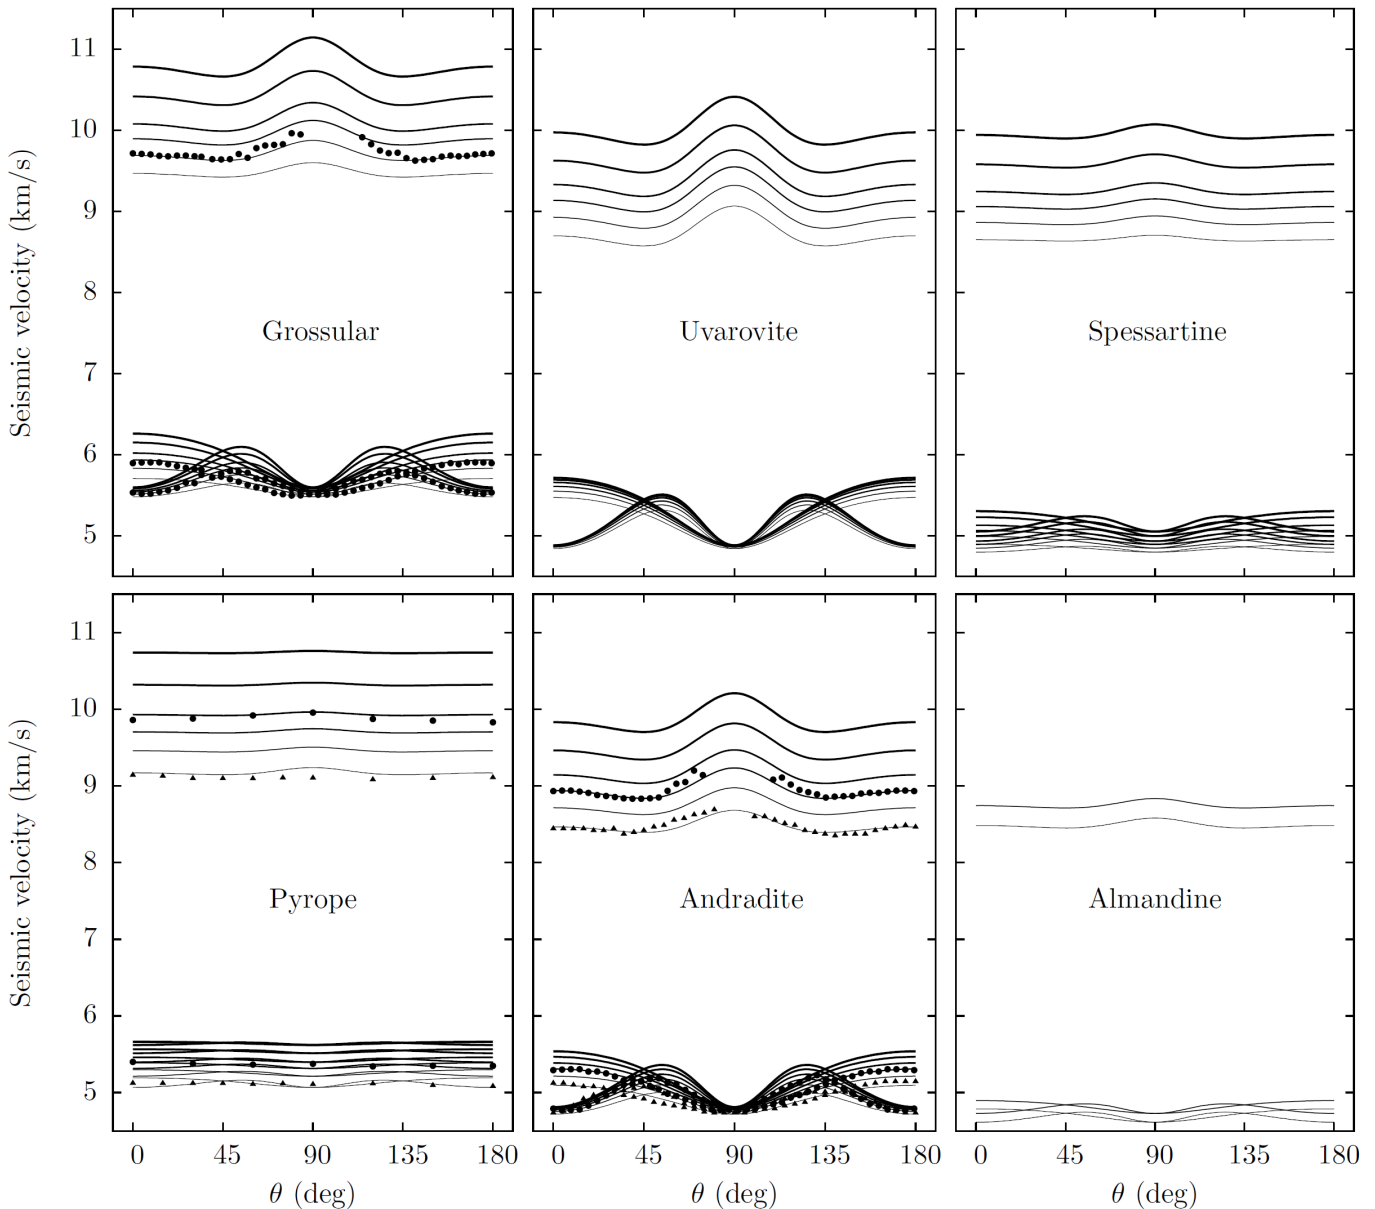 11
10
9
8
7
6
5
Seismic velocity (km/s)
Grossular
Uvarovite
Spessartine
11
10
9
8
7
6
5
Seismic velocity (km/s)
Pyrope
Andradite
Almandine
0 45 90 135 180
0 45 90 135 180
0 45 90 135 180
θ (deg)
θ (deg)
θ (deg)